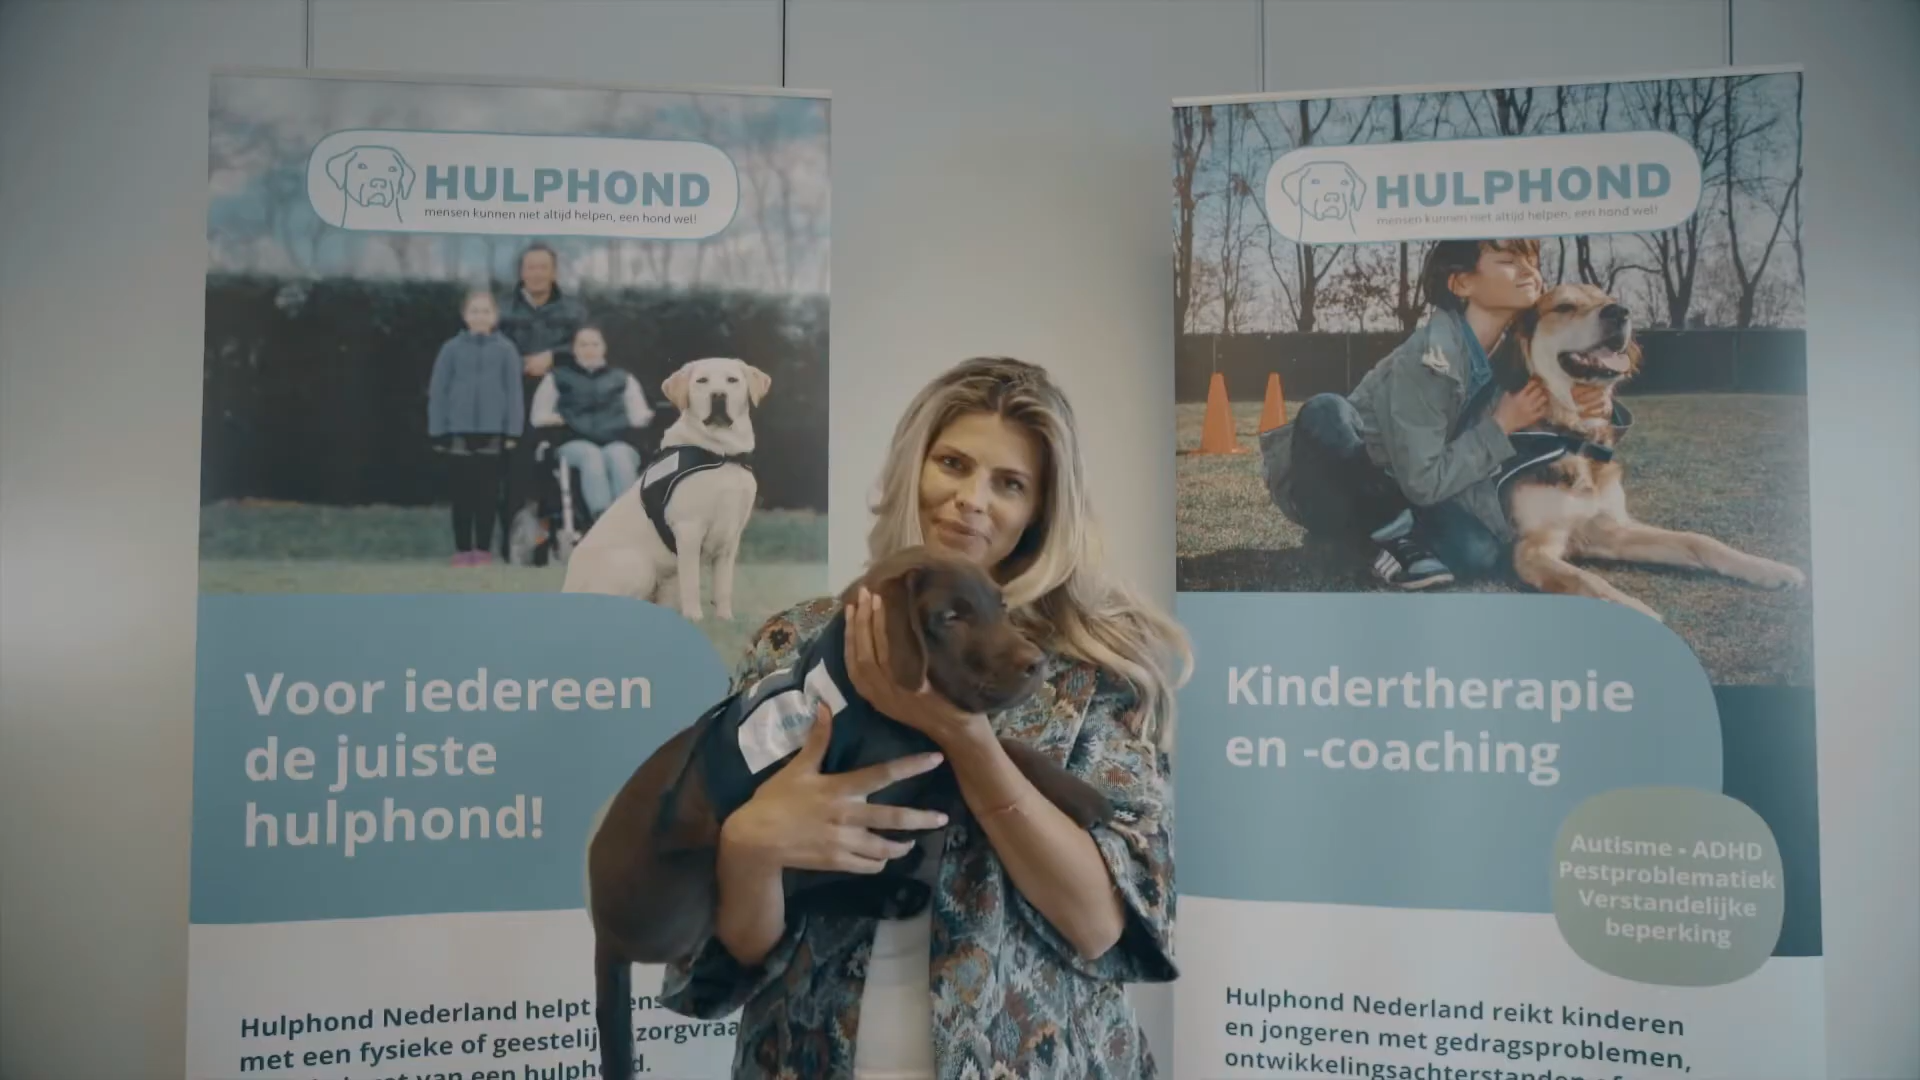 HULPHOND
mensen kunnen niet altijd helpen, een hond wel!
Voor iedereen
de juiste
hulphond!
Hulphond Nederland helpt
met een fysieke of
van een
HULPHOND
mensen kunnen niet altijd helpen, een hond wel!
Kindertherapie
en -coaching
Autisme • ADHD
Pestproblematiek
Verstandelijke
beperking
Hulphond Nederland reikt kinderen
en jongeren met gedragsproblemen,